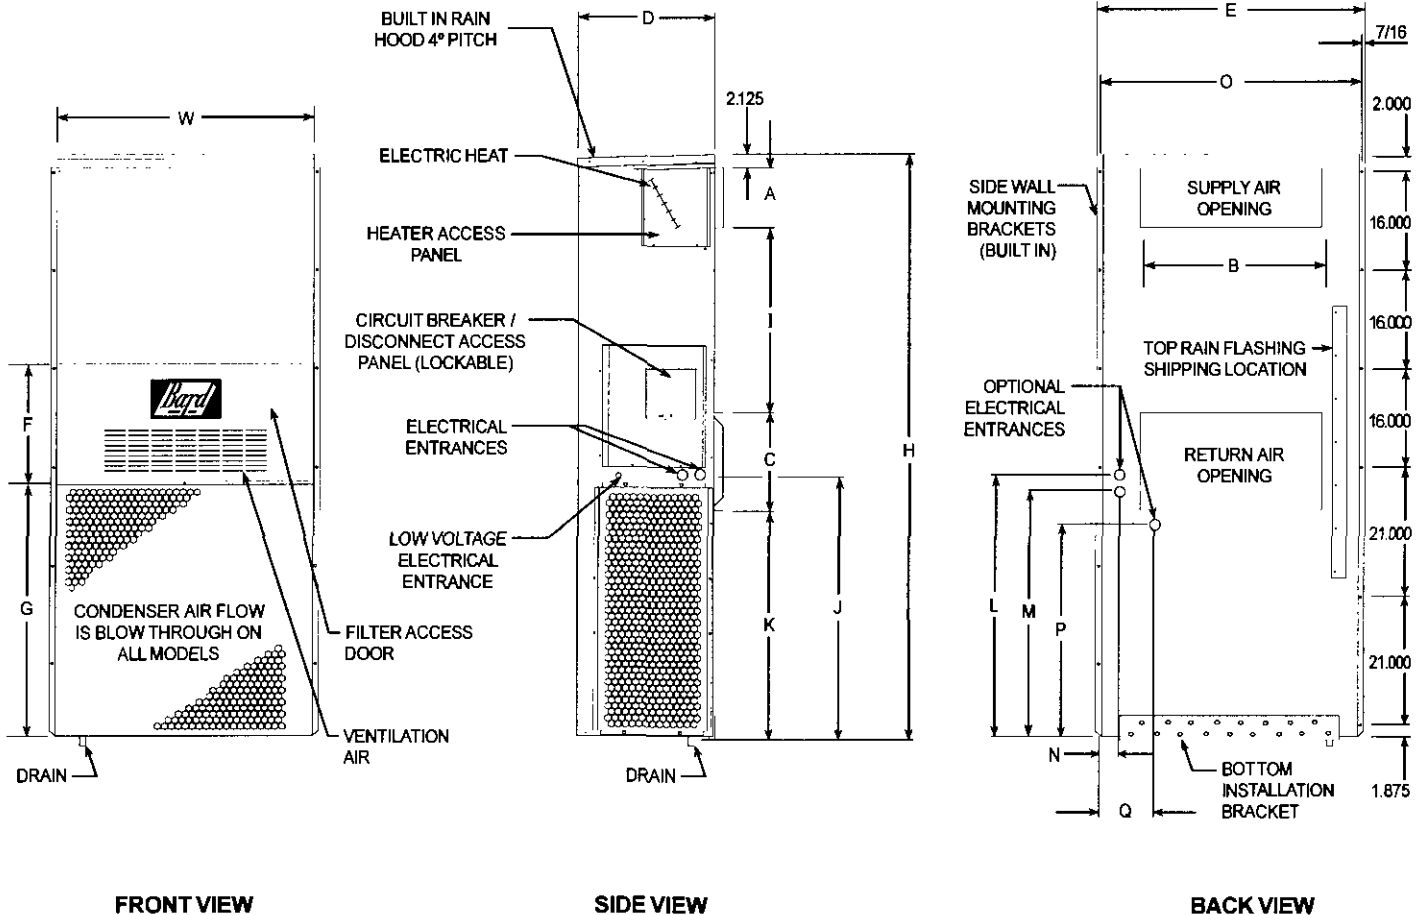 W
F
G
Bard
CONDENSER AIR FLOW
IS BLOW THROUGH ON
ALL MODELS
DRAIN
FILTER ACCESS
DOOR
VENTILATION
AIR
FRONT VIEW
BUILT IN RAIN
HOOD 4° PITCH
D
2.125
ELECTRIC HEAT
HEATER ACCESS
PANEL
A
CIRCUIT BREAKER /
DISCONNECT ACCESS
PANEL (LOCKABLE)
I
ELECTRICAL
ENTRANCES
C
H
LOW VOLTAGE
ELECTRICAL
ENTRANCE
K
J
DRAIN
SIDE VIEW
E
7/16
O
2.000
SIDE WALL
MOUNTING
BRACKETS
(BUILT IN)
SUPPLY AIR
OPENING
16.000
B
16.000
TOP RAIN FLASHING
SHIPPING LOCATION
OPTIONAL
ELECTRICAL
ENTRANCES
16.000
RETURN AIR
OPENING
21.000
L
M
P
21.000
N
Q
BOTTOM
INSTALLATION
BRACKET
1.875
BACK VIEW